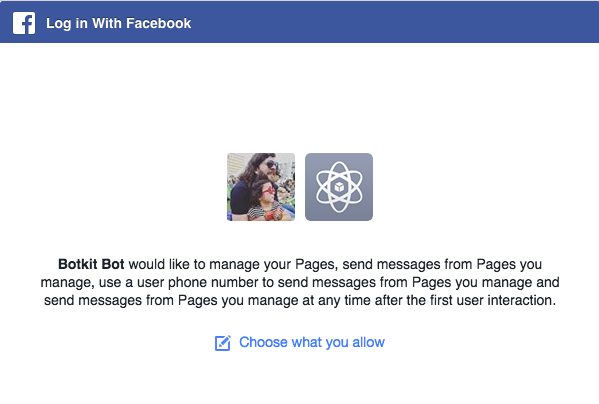 Log in With Facebook
Botkit Bot would like to manage your Pages, send messages from Pages you
manage, use a user phone number to send messages from Pages you manage and
send messages from Pages you manage at any time after the first user interaction.
Choose what you allow